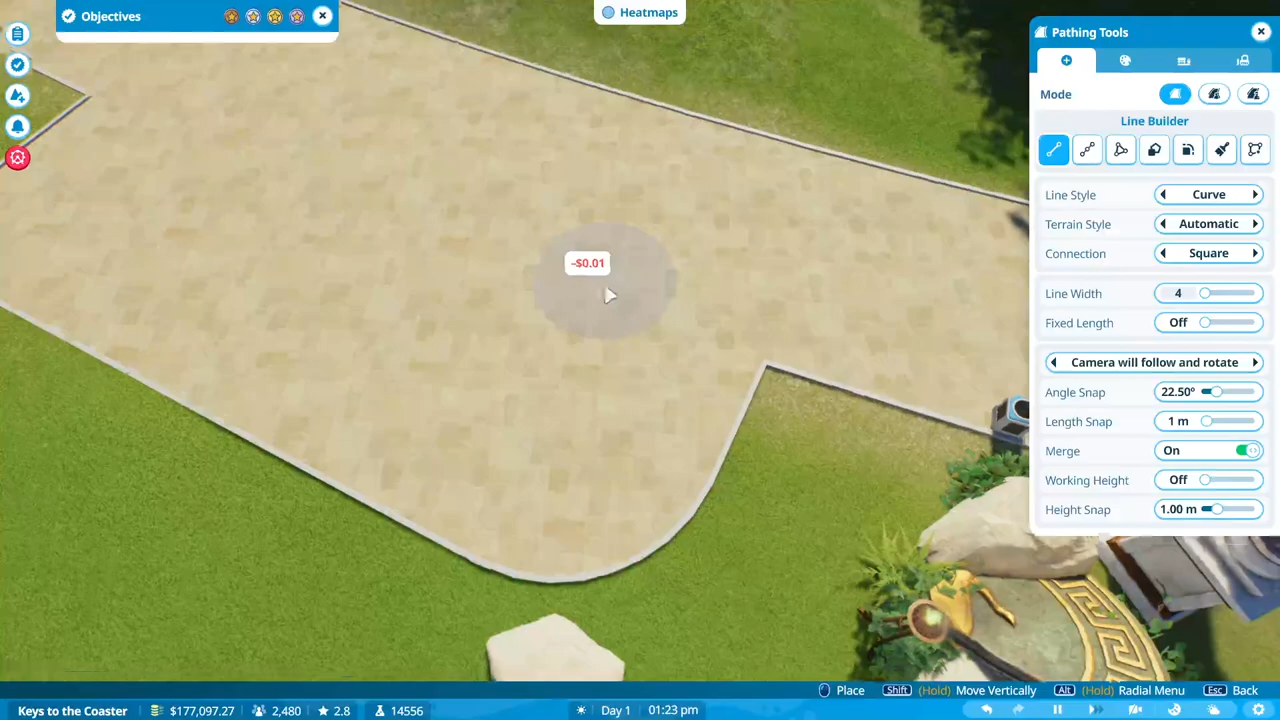 Objectives
Heatmaps
Pathing Tools
Mode
Line Builder
Line Style Curve
Terrain Style Automatic
Connection Square
Line Width 4
Fixed Length Off
Camera will follow and rotate
Angle Snap 22.50°
Length Snap 1 m
Merge On
Working Height Off
Height Snap 1.00 m
-$0.01
Place Shift (Hold) Move Vertically Alt (Hold) Radial Menu Esc Back
Keys to the Coaster $177,097.27 2,480 2.8 14556 Day 1 01:23 pm